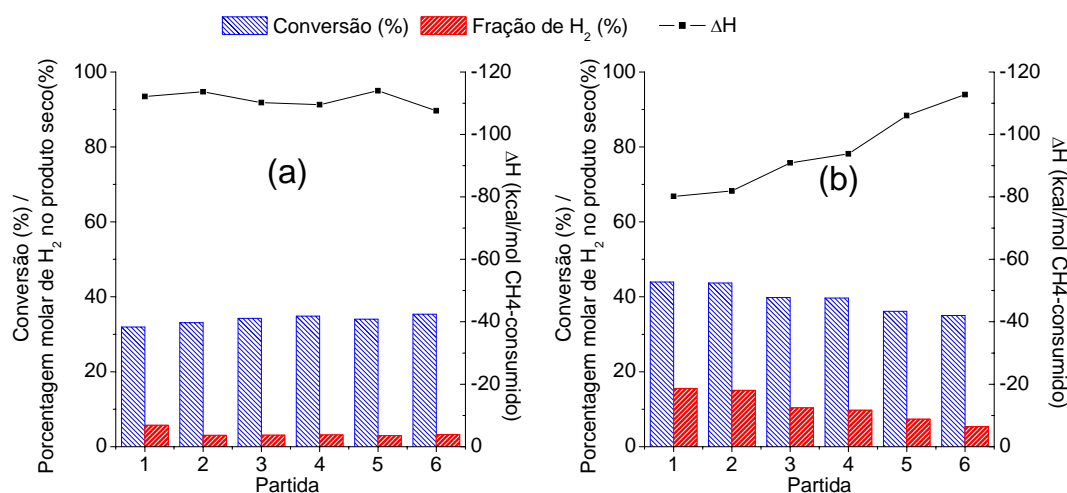 Conversão (%) Fração de H₂ (%) ΔH
100
80
60
40
20
0
Conversão (%) /
Porcentagem molar de H₂ no produto seco(%)
(a)
-120
-100
-80
-60
-40
-20
0
ΔH (kcal/mol CH4-consumido)
1 2 3 4 5 6
Partida
100
80
60
40
20
0
Conversão (%) /
Porcentagem molar de H₂ no produto seco(%)
(b)
-120
-100
-80
-60
-40
-20
0
ΔH (kcal/mol CH4-consumido)
1 2 3 4 5 6
Partida